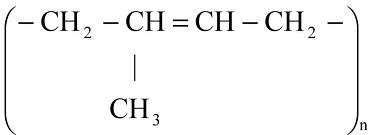 (− CH₂ − CH = CH − CH₂ −)ₙ
|
CH₃